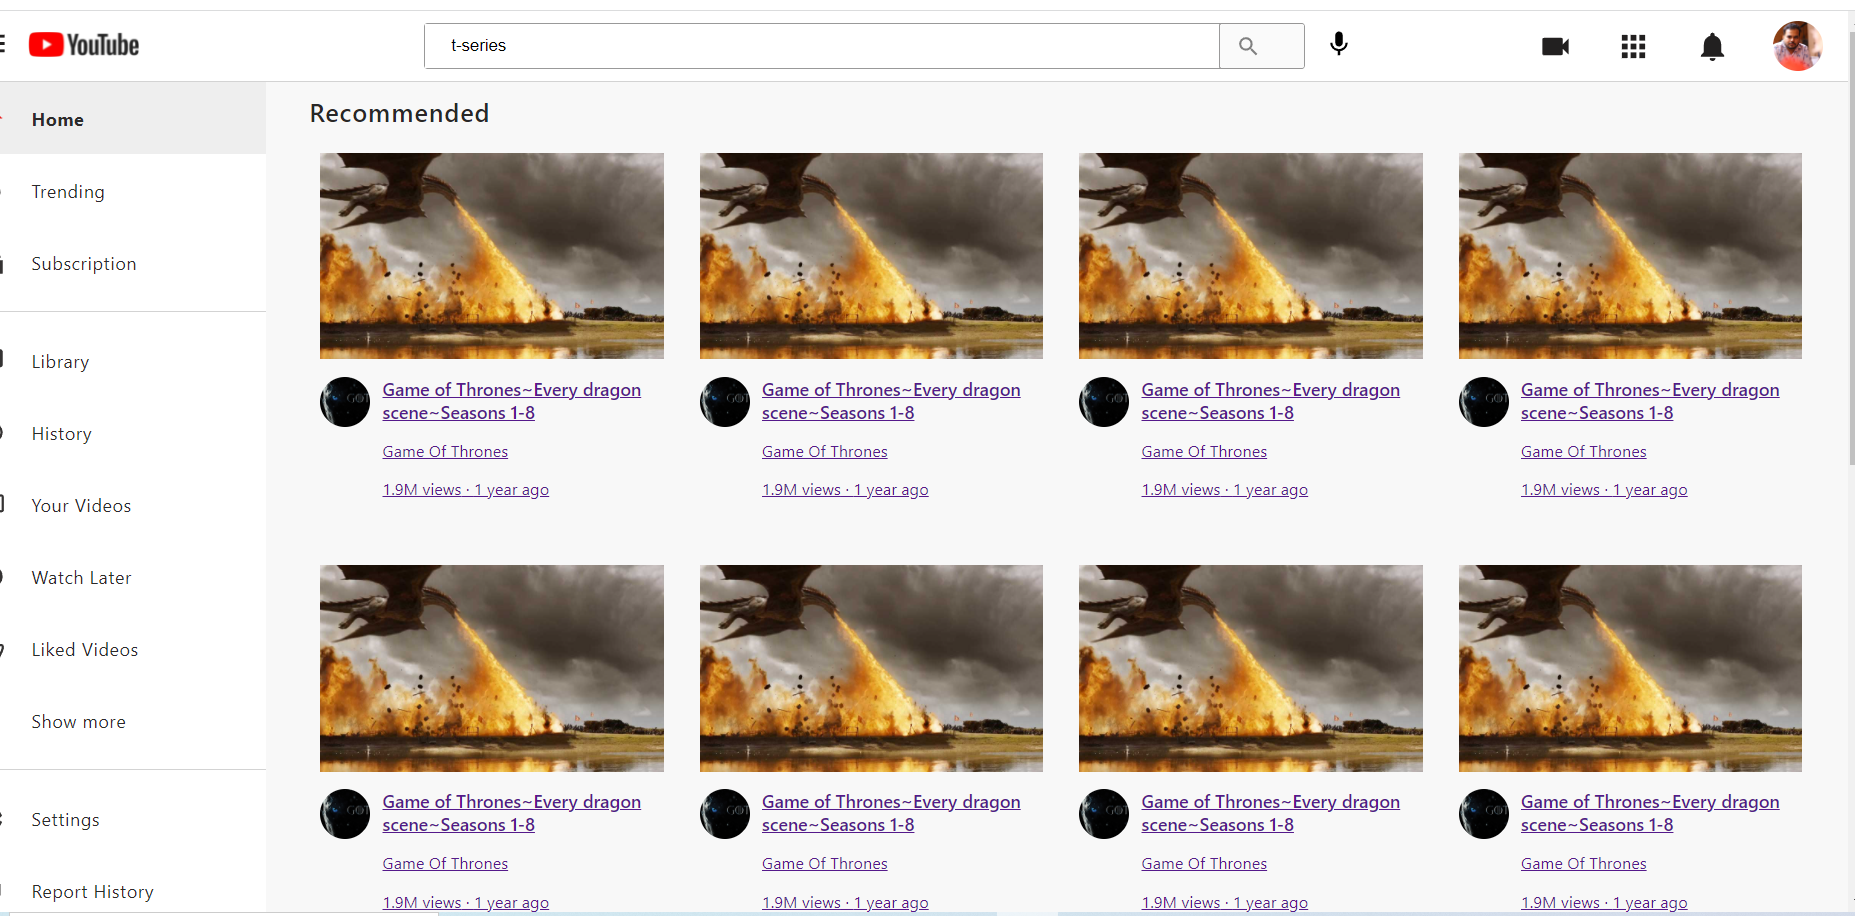 YouTube
t-series
Home
Trending
Subscription
Library
History
Your Videos
Watch Later
Liked Videos
Show more
Settings
Report History
Recommended
Game of Thrones~Every dragon
scene~Seasons 1-8
Game Of Thrones
1.9M views · 1 year ago
Game of Thrones~Every dragon
scene~Seasons 1-8
Game Of Thrones
1.9M views · 1 year ago
Game of Thrones~Every dragon
scene~Seasons 1-8
Game Of Thrones
1.9M views · 1 year ago
Game of Thrones~Every dragon
scene~Seasons 1-8
Game Of Thrones
1.9M views · 1 year ago
Game of Thrones~Every dragon
scene~Seasons 1-8
Game Of Thrones
1.9M views · 1 year ago
Game of Thrones~Every dragon
scene~Seasons 1-8
Game Of Thrones
1.9M views · 1 year ago
Game of Thrones~Every dragon
scene~Seasons 1-8
Game Of Thrones
1.9M views · 1 year ago
Game of Thrones~Every dragon
scene~Seasons 1-8
Game Of Thrones
1.9M views · 1 year ago